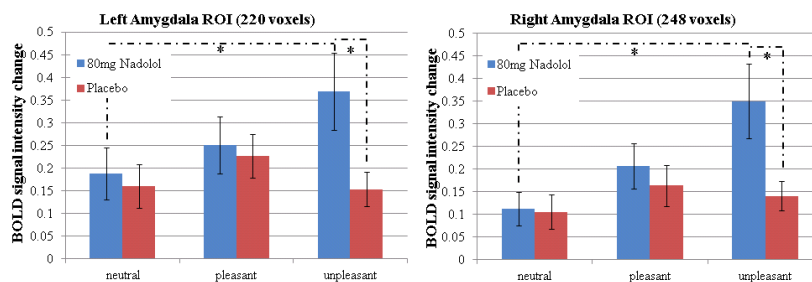 Left Amygdala ROI (220 voxels)
BOLD signal intensity change
0.5
0.45
0.4
0.35
0.3
0.25
0.2
0.15
0.1
0.05
0
80mg Nadolol
Placebo
*
*
neutral pleasant unpleasant
Right Amygdala ROI (248 voxels)
BOLD signal intensity change
0.5
0.45
0.4
0.35
0.3
0.25
0.2
0.15
0.1
0.05
0
80mg Nadolol
Placebo
*
*
neutral pleasant unpleasant